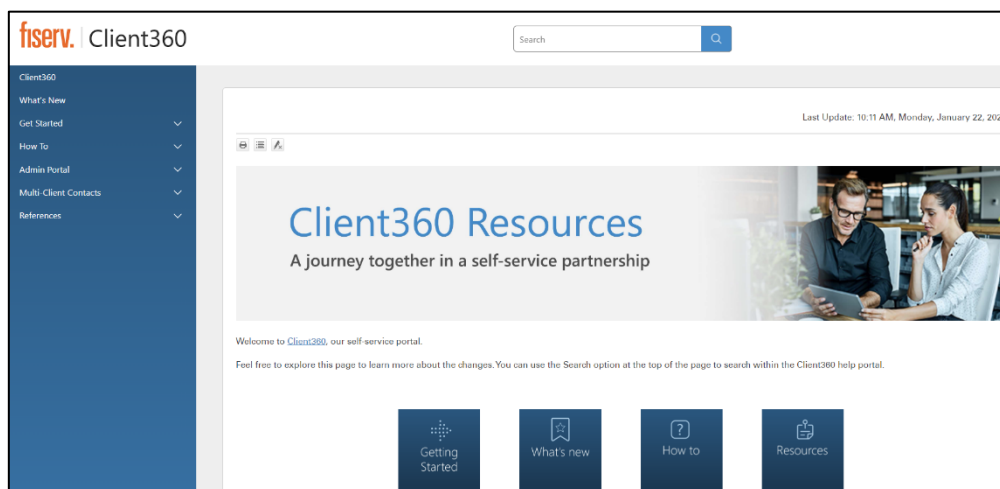 fiserv. Client360
Search
Client360
What's New
Get Started
How To
Admin Portal
Multi-Client Contacts
References
Last Update: 10:11 AM, Monday, January 22, 202
Client360 Resources
A journey together in a self-service partnership
Welcome to Client360, our self-service portal.
Feel free to explore this page to learn more about the changes. You can use the Search option at the top of the page to search within the Client360 help portal.
Getting
Started
What's new
How to
Resources